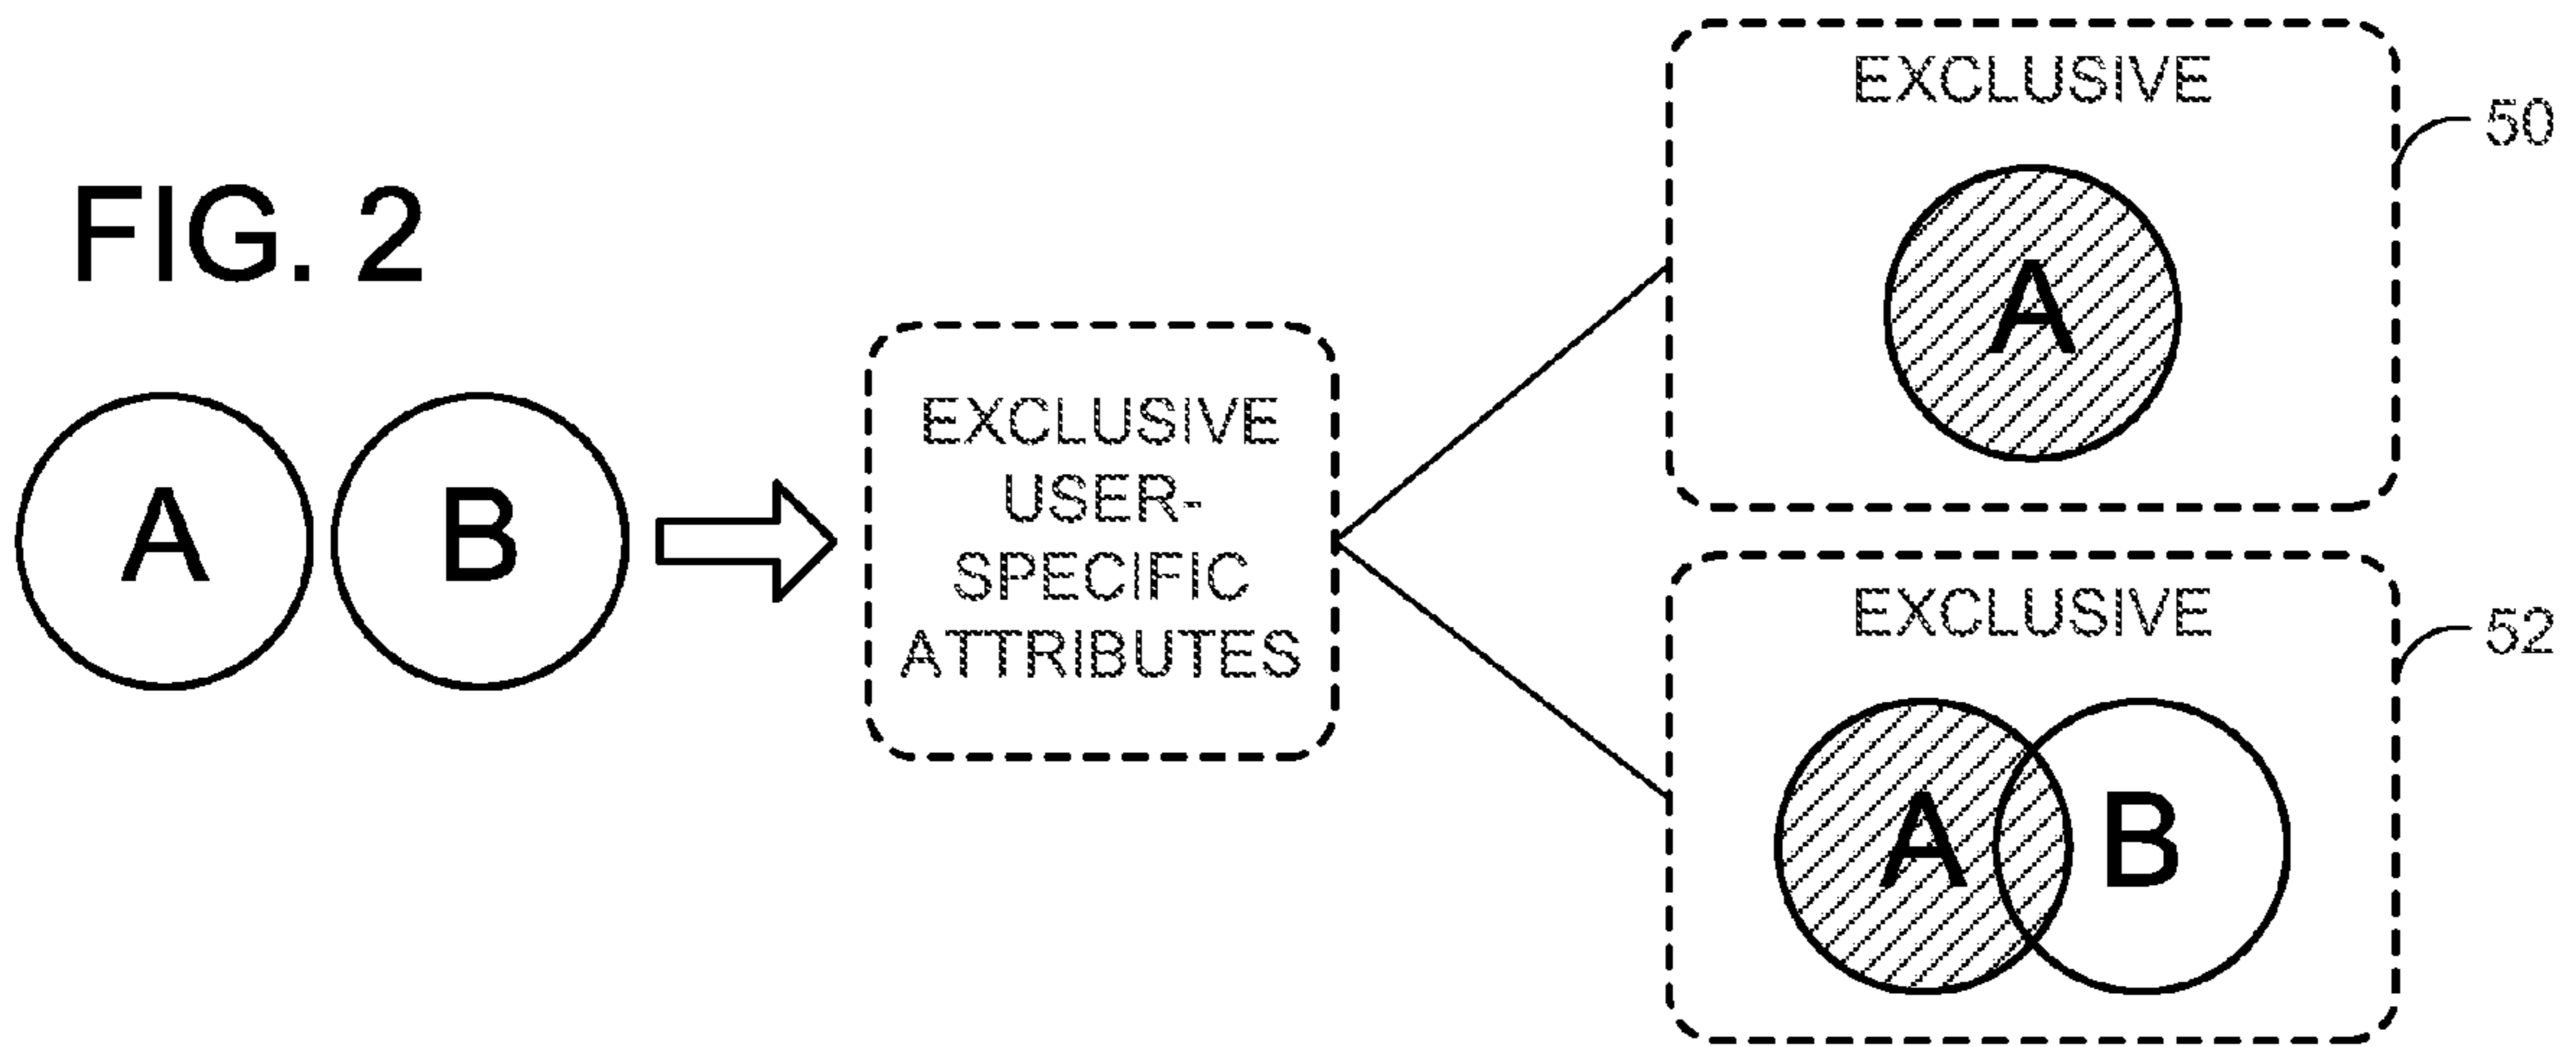 FIG. 2
A
B
EXCLUSIVE
USER-
SPECIFIC
ATTRIBUTES
EXCLUSIVE
A
50
EXCLUSIVE
A
B
52